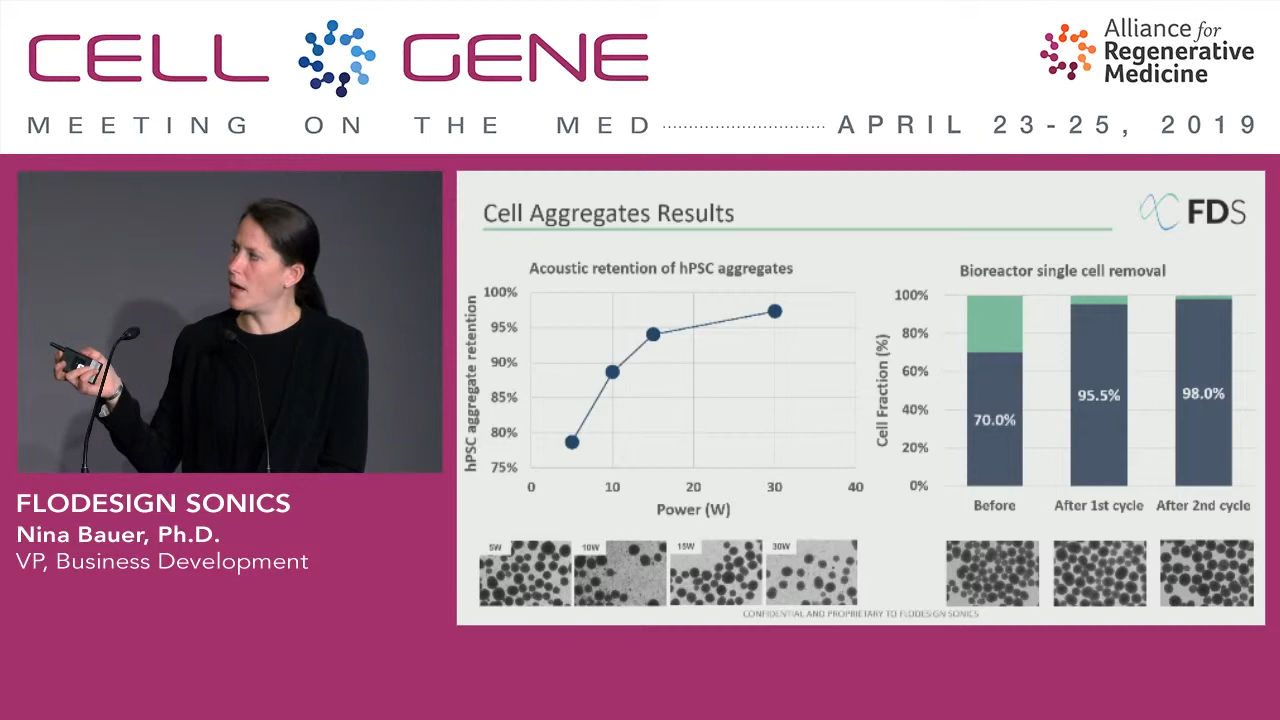 CELL GENE
MEETING ON THE MED
APRIL 23-25, 2019
Alliance for
Regenerative
Medicine
FLODESIGN SONICS
Nina Bauer, Ph.D.
VP, Business Development
Cell Aggregates Results
FDS
Acoustic retention of hPSC aggregates
hPSC aggregate retention
100%
95%
90%
85%
80%
75%
0 10 20 30 40
Power (W)
5W 10W 15W 30W
Bioreactor single cell removal
Cell Fraction (%)
100%
80%
60%
40%
20%
0%
70.0% 95.5% 98.0%
Before After 1st cycle After 2nd cycle
CONFIDENTIAL AND PROPRIETARY TO FLODESIGN SONICS